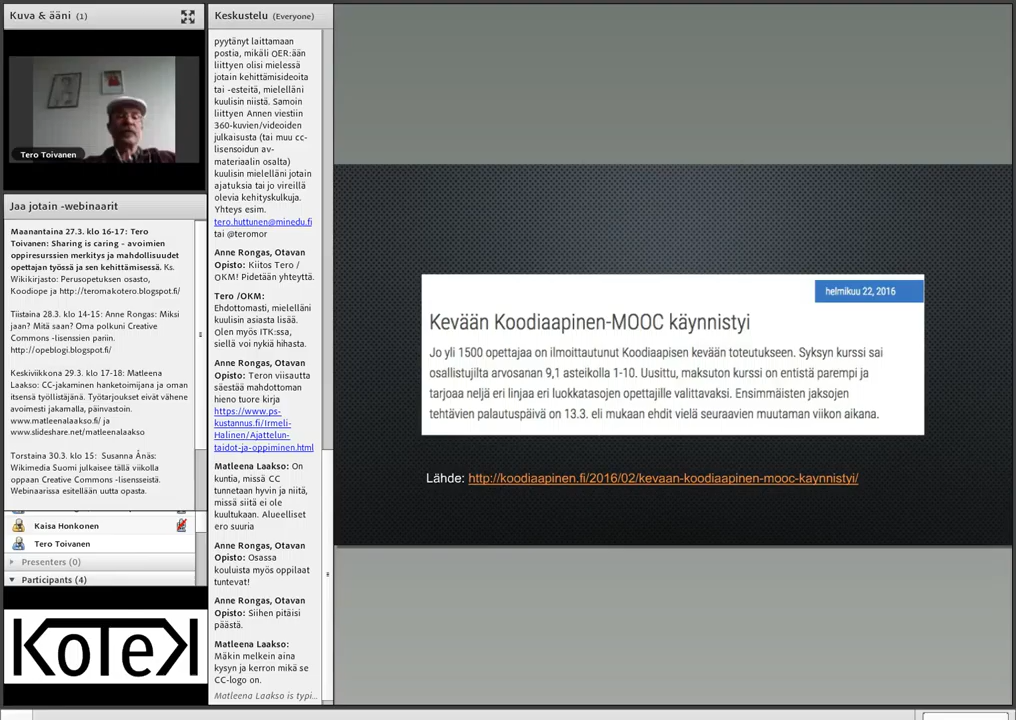 Kuva & ääni (1)
Tero Toivanen
Jaa jotain -webinaarit
Maanantaina 27.3. klo 16-17: Tero
Toivanen: Sharing is caring - avoimien
oppiresurssien merkitys ja mahdollisuudet
opettajan työssä ja sen kehittämisessä. Ks.
Wikikirjasto: Perusopetuksen osasto,
Koodiope ja http://teromakotero.blogspot.fi/
Tiistaina 28.3. klo 14-15: Anne Rongas: Miksi
jaan? Mitä saan? Oma polkuni Creative
Commons -lisenssien pariin.
http://opeblogi.blogspot.fi/
Keskiviikkona 29.3. klo 17-18: Matleena
Laakso: CC-jakaminen hanketoimijana ja oman
itsensä työllistäjänä. Työtarjoukset eivät vähene
avoimesti jakamalla, päinvastoin.
www.matleenalaakso.fi/ ja
www.slideshare.net/matleenalaakso
Torstaina 30.3. klo 15: Susanna Ånäs:
Wikimedia Suomi julkaisee tällä viikolla
oppaan Creative Commons -lisensseistä.
Webinaarissa esitellään uutta opasta.
Kaisa Honkonen
Tero Toivanen
Presenters (0)
Participants (4)
KoTeK
Keskustelu (Everyone)
pyytänyt laittamaan
postia, mikäli OER:ään
liittyen olisi mielessä
jotain kehittämisideoita
tai -esteitä, mielelläni
kuulisin niistä. Samoin
liittyen Annen viestiin
360-kuvien/videoiden
julkaisusta (tai muu cc-
lisensoidun av-
materiaalin osalta)
kuulisin mielelläni jotain
ajatuksia tai jo vireillä
olevia kehityskulkuja.
Yhteys esim.
tero.huttunen@minedu.fi
tai @teromor
Anne Rongas, Otavan
Opisto: Kiitos Tero /
OKM! Pidetään yhteyttä.
Tero /OKM:
Ehdottomasti, mielelläni
kuulisin asiasta lisää.
Olen myös ITK:ssa,
siellä voi nykiä hihasta.
Anne Rongas, Otavan
Opisto: Teron viisautta
säestää mahdottoman
hieno tuore kirja
https://www.ps-
kustannus.fi/Irmeli-
Halinen/Ajattelun-
taidot-ja-oppiminen.html
Matleena Laakso: On
kuntia, missä CC
tunnetaan hyvin ja niitä,
missä siitä ei ole
kuultukaan. Alueelliset
ero suuria
Anne Rongas, Otavan
Opisto: Osassa
kouluista myös oppilaat
tuntevat!
Anne Rongas, Otavan
Opisto: Siihen pitäisi
päästä.
Matleena Laakso:
Mäkin melkein aina
kysyn ja kerron mikä se
CC-logo on.
Matleena Laakso is typi...
helmikuu 22, 2016
Kevään Koodiaapinen-MOOC käynnistyi
Jo yli 1500 opettajaa on ilmoittautunut Koodiaapisen kevään toteutukseen. Syksyn kurssi sai
osallistujilta arvosanan 9,1 asteikolla 1-10. Uusittu, maksuton kurssi on entistä parempi ja
tarjoaa neljä eri linjaa eri luokkatasojen opettajille valittavaksi. Ensimmäisten jaksojen
tehtävien palautuspäivä on 13.3. eli mukaan ehdit vielä seuraavien muutaman viikon aikana.
Lähde: http://koodiaapinen.fi/2016/02/kevaan-koodiaapinen-mooc-kaynnistyi/